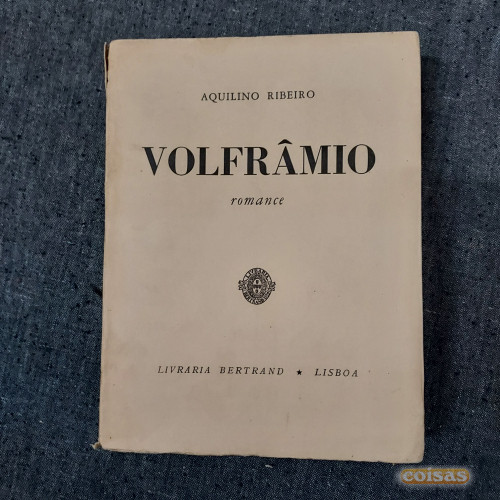 AQUILINO RIBEIRO
VOLFRÂMIO
romance
LIVRARIA BERTRAND ★ LISBOA
coisas